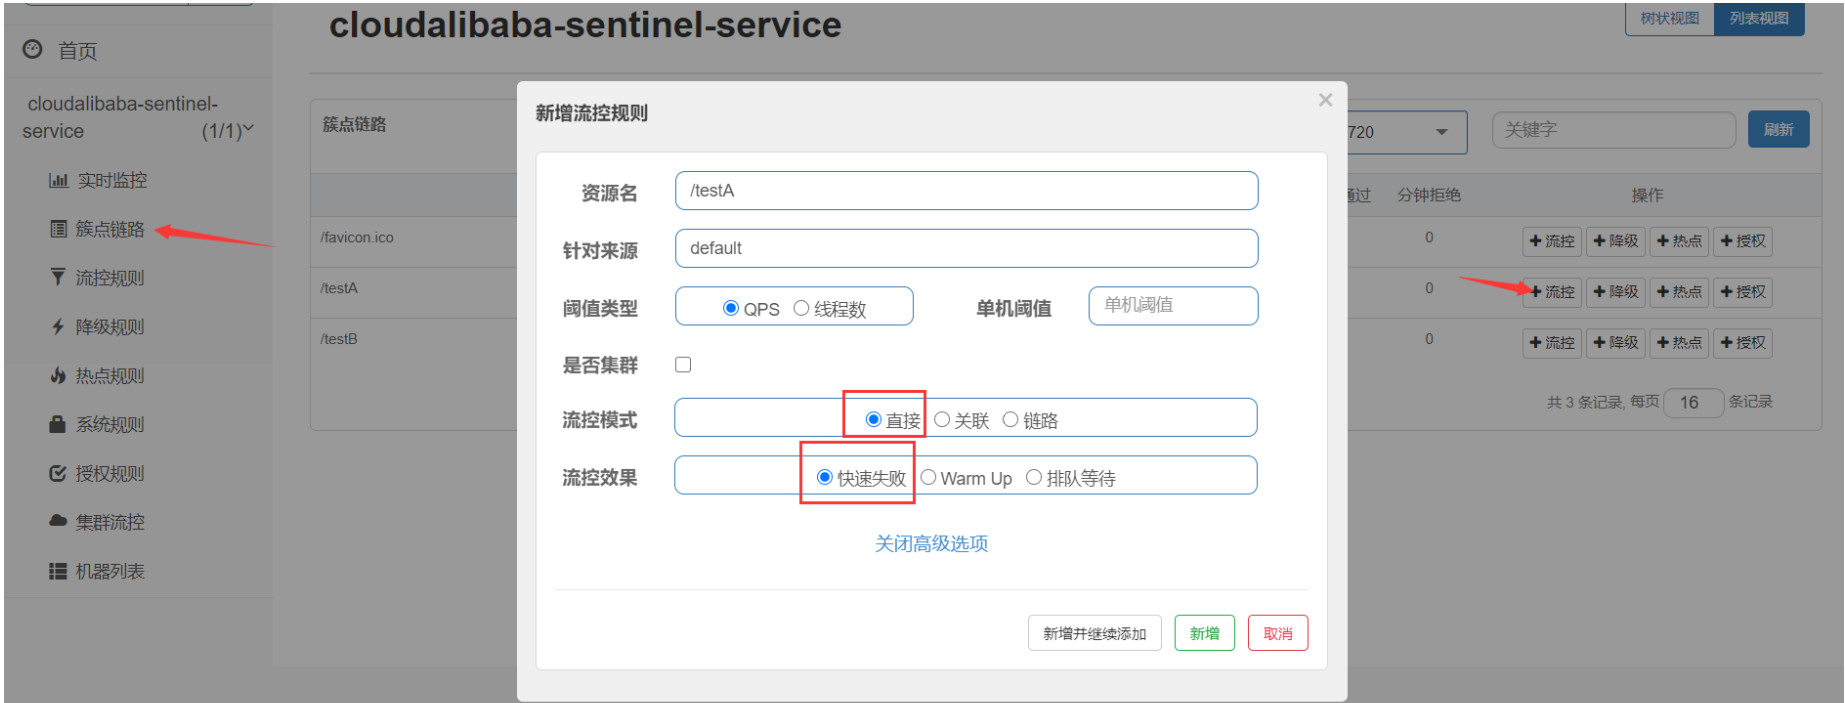 cloudalibaba-sentinel-service
树状视图
列表视图
首页
cloudalibaba-sentinel-
service (1/1)
实时监控
簇点链路
流控规则
降级规则
热点规则
系统规则
授权规则
集群流控
机器列表
簇点链路
720
关键字
刷新
通过 分钟拒绝 操作
/favicon.ico 0 流控 降级 热点 授权
/testA 0 流控 降级 热点 授权
/testB 0 流控 降级 热点 授权
共 3 条记录, 每页 16 条记录
新增流控规则 ×
资源名 /testA
针对来源 default
阈值类型 QPS 线程数 单机阈值 单机阈值
是否集群
流控模式 直接 关联 链路
流控效果 快速失败 Warm Up 排队等待
关闭高级选项
新增并继续添加 新增 取消